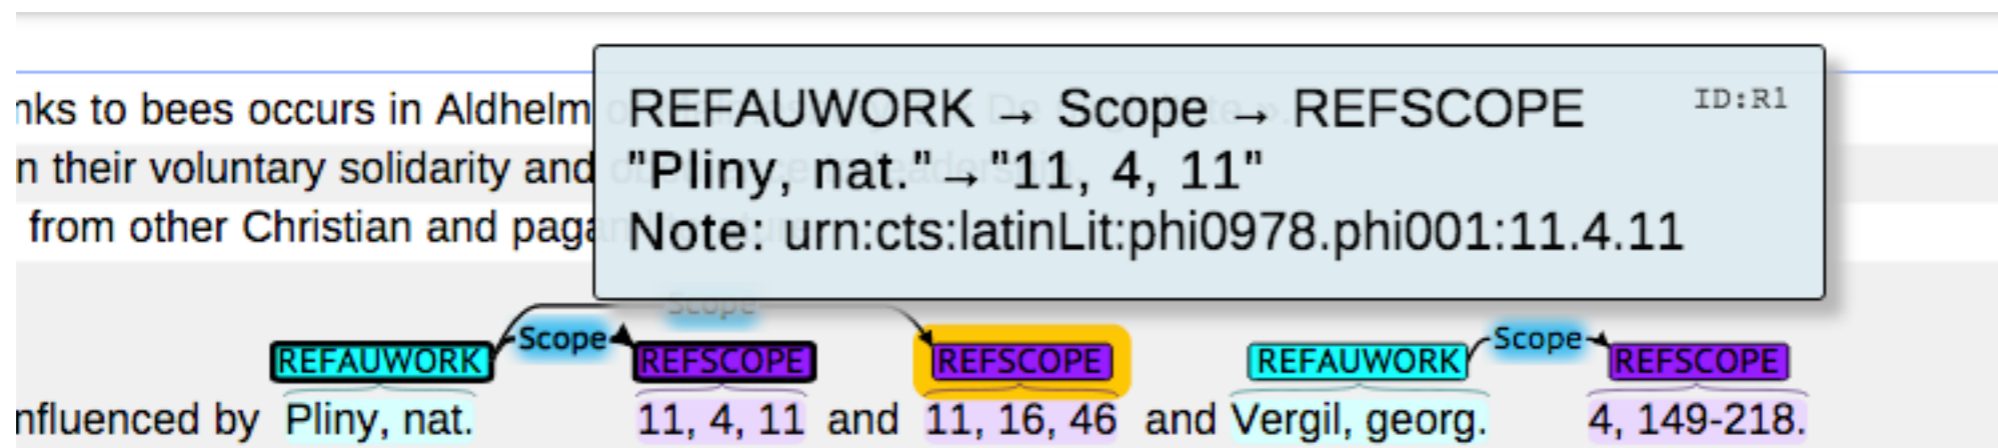 nks to bees occurs in Aldhelm
n their voluntary solidarity and
from other Christian and paga
REFAUWORK → Scope → REFSCOPE ID:R1
"Pliny, nat." → "11, 4, 11"
Note: urn:cts:latinLit:phi0978.phi001:11.4.11
Scope
REFAUWORK Scope REFSCOPE REFSCOPE REFAUWORK Scope REFSCOPE
nfluenced by Pliny, nat. 11, 4, 11 and 11, 16, 46 and Vergil, georg. 4, 149-218.